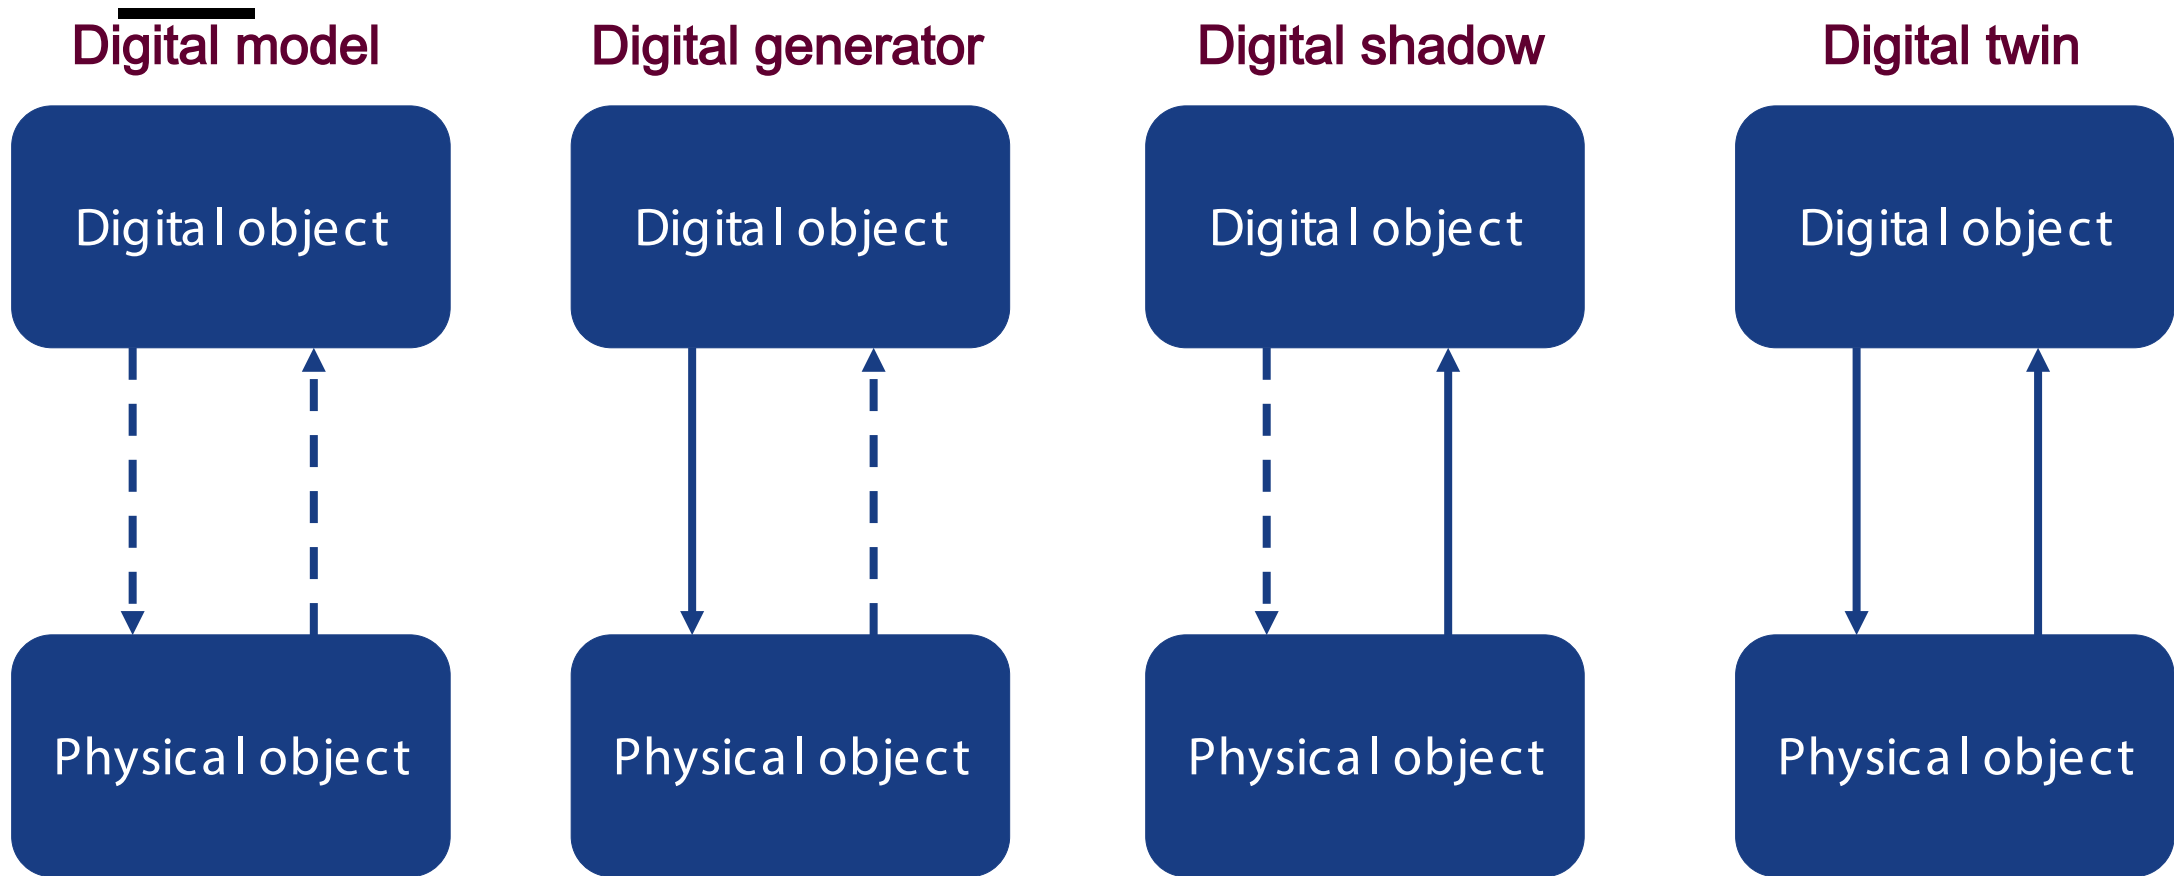 Digital model
Digital generator
Digital shadow
Digital twin
Digital object
Digital object
Digital object
Digital object
Physical object
Physical object
Physical object
Physical object